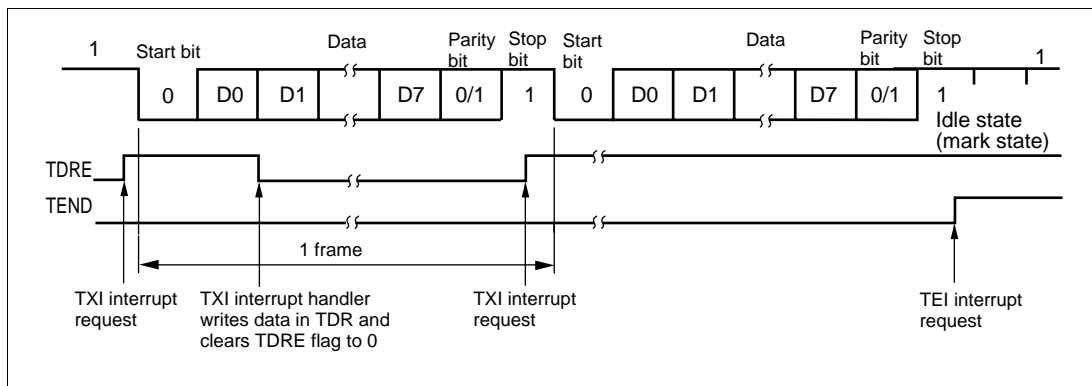 1 Start bit Data Parity bit Stop bit Start bit Data Parity bit Stop bit 1
0 D0 D1 D7 0/1 1 0 D0 D1 D7 0/1 1
Idle state
(mark state)
TDRE
TEND
1 frame
TXI interrupt
request
TXI interrupt handler
writes data in TDR and
clears TDRE flag to 0
TXI interrupt
request
TEI interrupt
request